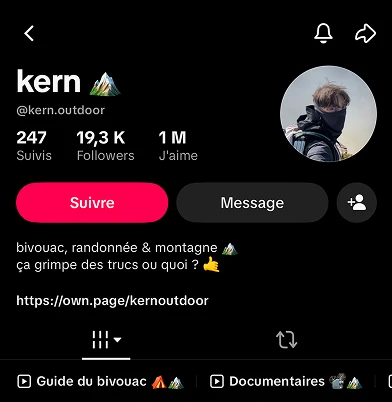 kern ⛰️
@kern.outdoor
247 19,3 K 1 M
Suivis Followers J'aime
Suivre Message
bivouac, randonnée & montagne ⛰️
ça grimpe des trucs ou quoi ? 🤙
https://own.page/kernoutdoor
Guide du bivouac ⛺⛰️ Documentaires 📽️⛰️